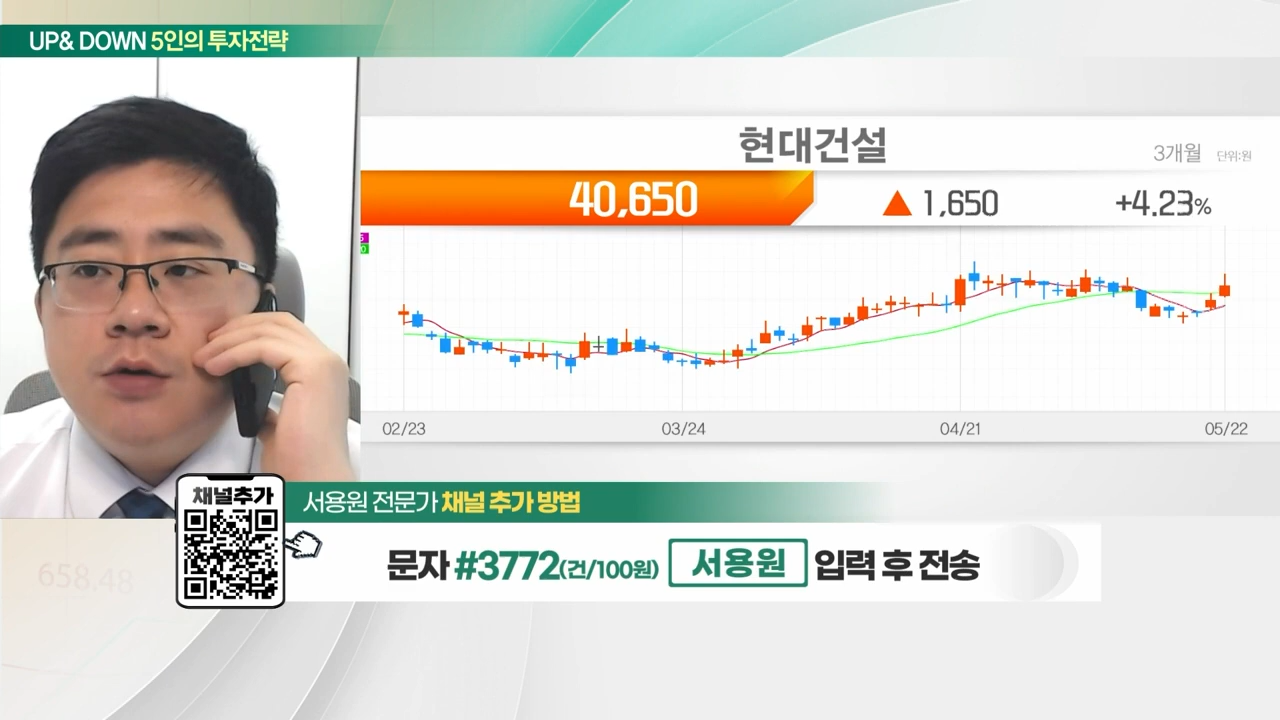 UP& DOWN 5인의 투자전략
현대건설
3개월 단위:원
40,650 ▲ 1,650 +4.23%
02/23 03/24 04/21 05/22
채널추가
서용원 전문가 채널 추가 방법
문자 #3772(건/100원) 서용원 입력 후 전송
658.48